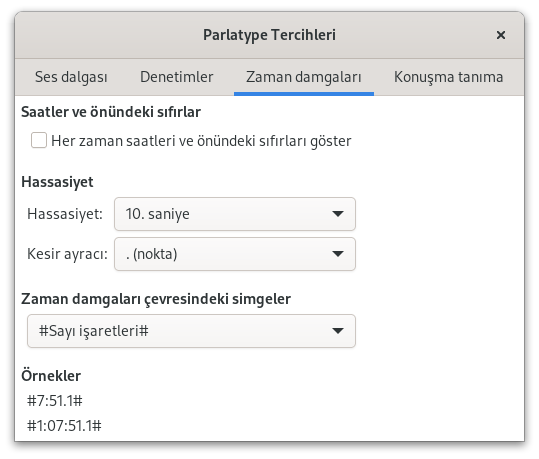 Parlatype Tercihleri
Ses dalgası Denetimler Zaman damgaları Konuşma tanıma
Saatler ve önündeki sıfırlar
Her zaman saatleri ve önündeki sıfırları göster
Hassasiyet
Hassasiyet: 10. saniye
Kesir ayracı: . (nokta)
Zaman damgaları çevresindeki simgeler
#Sayı işaretleri#
Örnekler
#7:51.1#
#1:07:51.1#